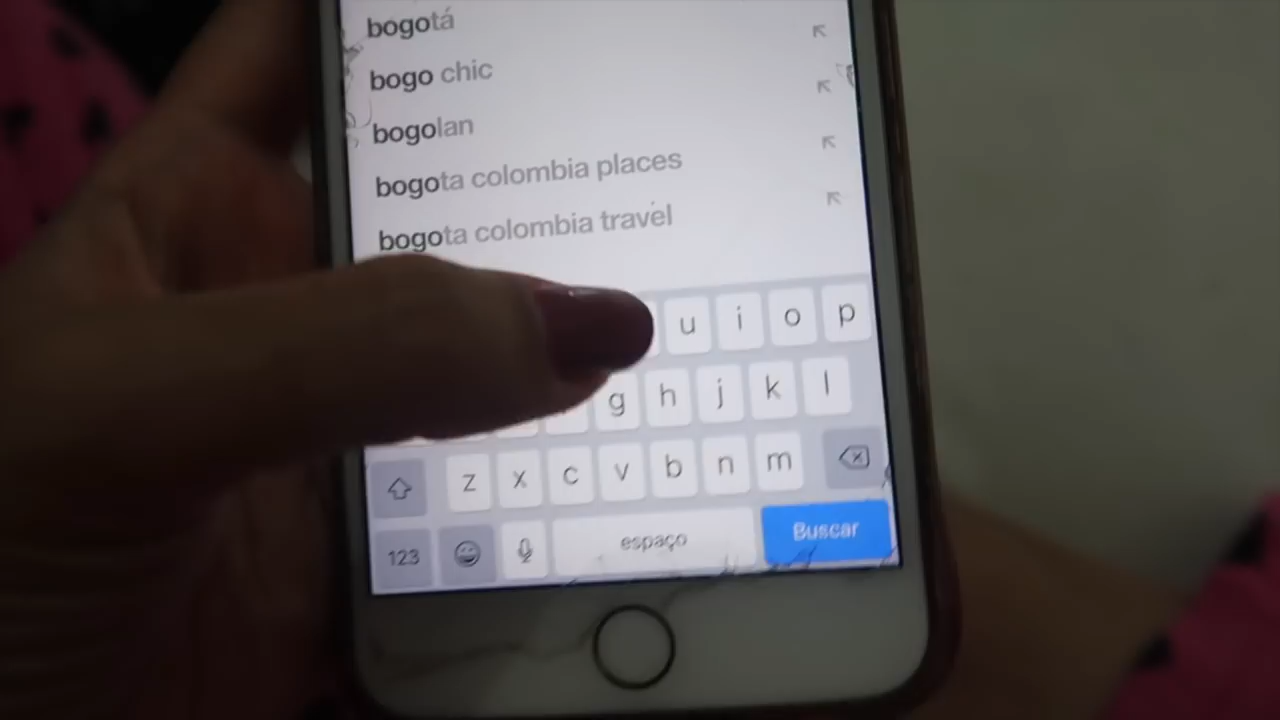 bogotá
bogo chic
bogolan
bogota colombia places
bogota colombia travel
u i o p
g h j k l
z x c v b n m
123 espaço Buscar